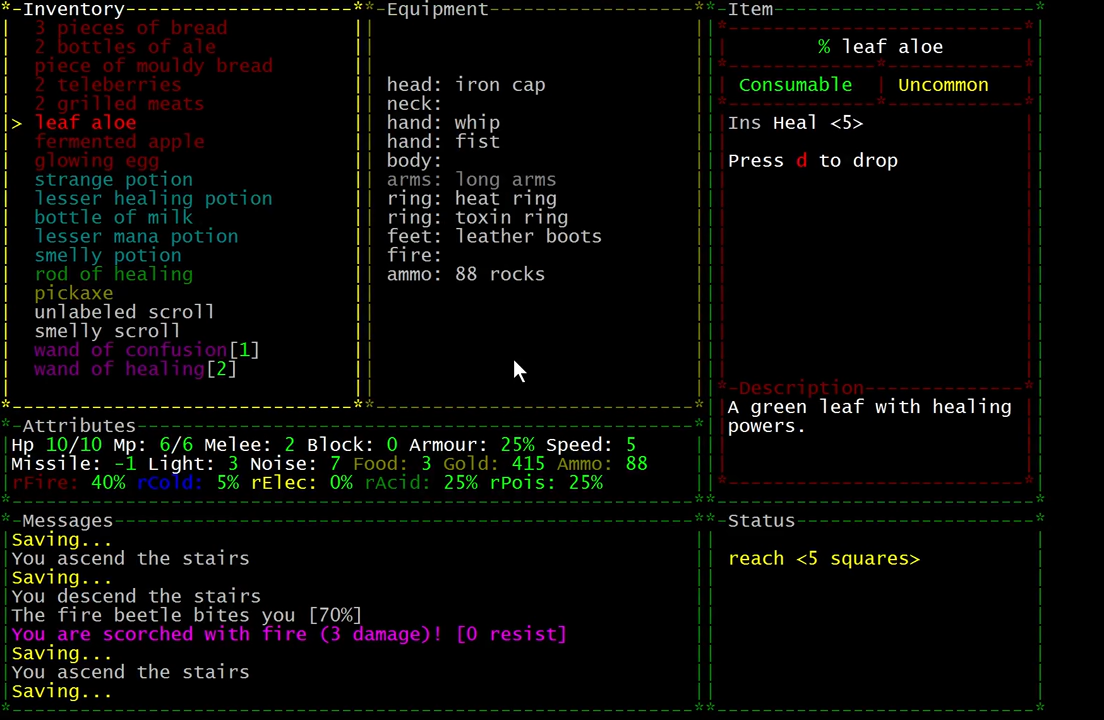 Inventory
3 pieces of bread
2 bottles of ale
piece of mouldy bread
2 teleberries
2 grilled meats
> leaf aloe
fermented apple
glowing egg
strange potion
lesser healing potion
bottle of milk
lesser mana potion
smelly potion
rod of healing
pickaxe
unlabeled scroll
smelly scroll
wand of confusion[1]
wand of healing[2]
Equipment
head: iron cap
neck:
hand: whip
hand: fist
body:
arms: long arms
ring: heat ring
ring: toxin ring
feet: leather boots
fire:
ammo: 88 rocks
Item
% leaf aloe
Consumable | Uncommon
Ins Heal <5>
Press d to drop
Description
A green leaf with healing
powers.
Attributes
Hp 10/10 Mp: 6/6 Melee: 2 Block: 0 Armour: 25% Speed: 5
Missile: -1 Light: 3 Noise: 7 Food: 3 Gold: 415 Ammo: 88
rFire: 40% rCold: 5% rElec: 0% rAcid: 25% rPois: 25%
Messages
Saving...
You ascend the stairs
Saving...
You descend the stairs
The fire beetle bites you [70%]
You are scorched with fire (3 damage)! [0 resist]
Saving...
You ascend the stairs
Saving...
Status
reach <5 squares>